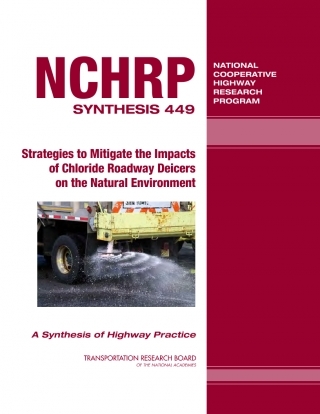 NCHRP
SYNTHESIS 449
NATIONAL
COOPERATIVE
HIGHWAY
RESEARCH
PROGRAM
Strategies to Mitigate the Impacts
of Chloride Roadway Deicers
on the Natural Environment
A Synthesis of Highway Practice
TRANSPORTATION RESEARCH BOARD
OF THE NATIONAL ACADEMIES